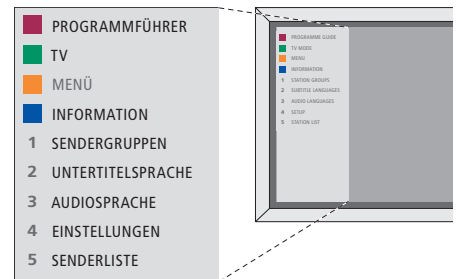 PROGRAMMFÜHRER
TV
MENÜ
INFORMATION
1 SENDERGRUPPEN
2 UNTERTITELSPRACHE
3 AUDIOSPRACHE
4 EINSTELLUNGEN
5 SENDERLISTE
PROGRAMME GUIDE
TV MODE
MENU
INFORMATION
1 STATION GROUPS
2 SUBTITLE LANGUAGES
3 AUDIO LANGUAGES
4 SETUP
5 STATION LIST